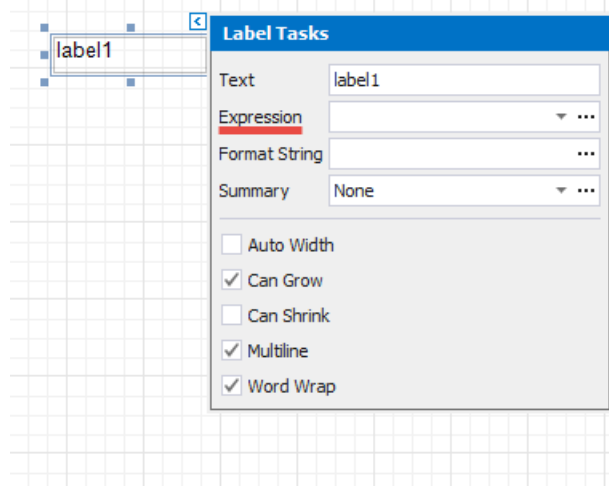 label1
Label Tasks
Text label1
Expression
Format String
Summary None
Auto Width
Can Grow
Can Shrink
Multiline
Word Wrap